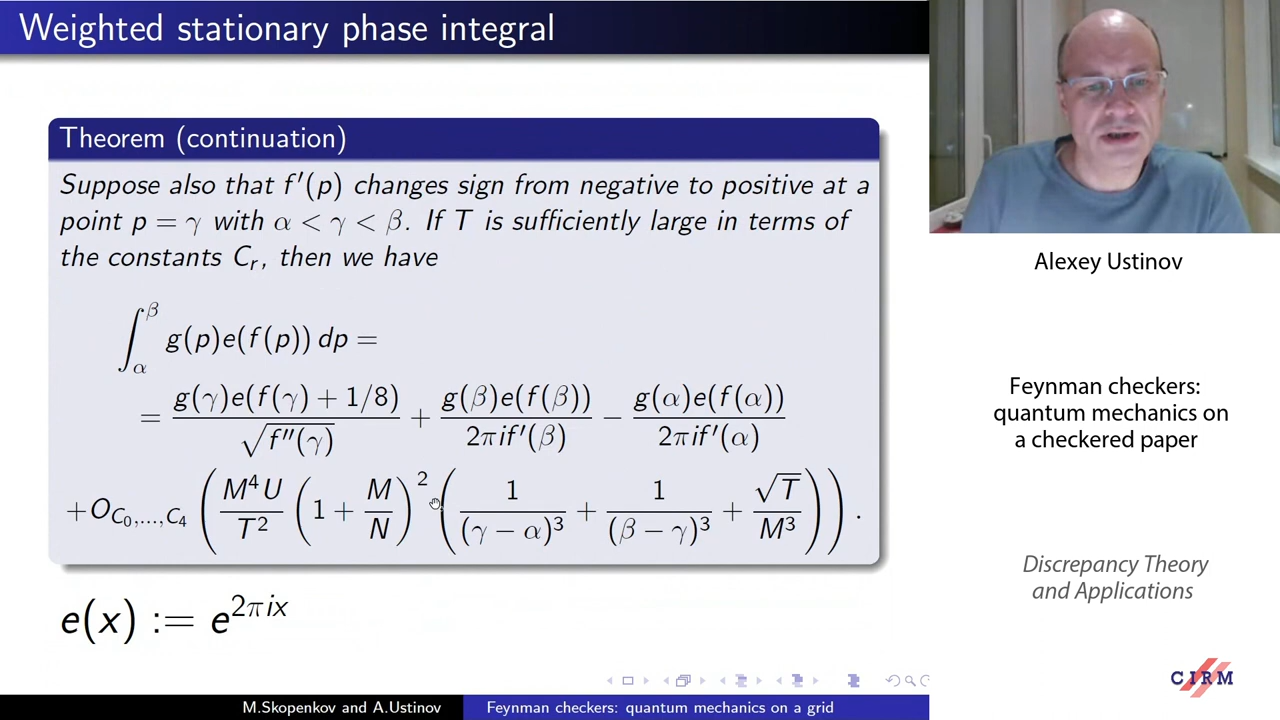 Weighted stationary phase integral
Theorem (continuation)
Suppose also that f′(p) changes sign from negative to positive at a
point p = γ with α < γ < β. If T is sufficiently large in terms of
the constants C_r, then we have
∫_α^β g(p)e(f(p)) dp =
= g(γ)e(f(γ) + 1/8) / √f″(γ) + g(β)e(f(β)) / 2πif′(β) − g(α)e(f(α)) / 2πif′(α)
+O_{C_0,...,C_4} ( M^4 U / T^2 ( 1 + M / N )^2 ( 1 / (γ − α)^3 + 1 / (β − γ)^3 + √T / M^3 ) ) .
e(x) := e^{2πix}
M.Skopenkov and A.Ustinov
Feynman checkers: quantum mechanics on a grid
Alexey Ustinov
Feynman checkers:
quantum mechanics on
a checkered paper
Discrepancy Theory
and Applications
CIRM